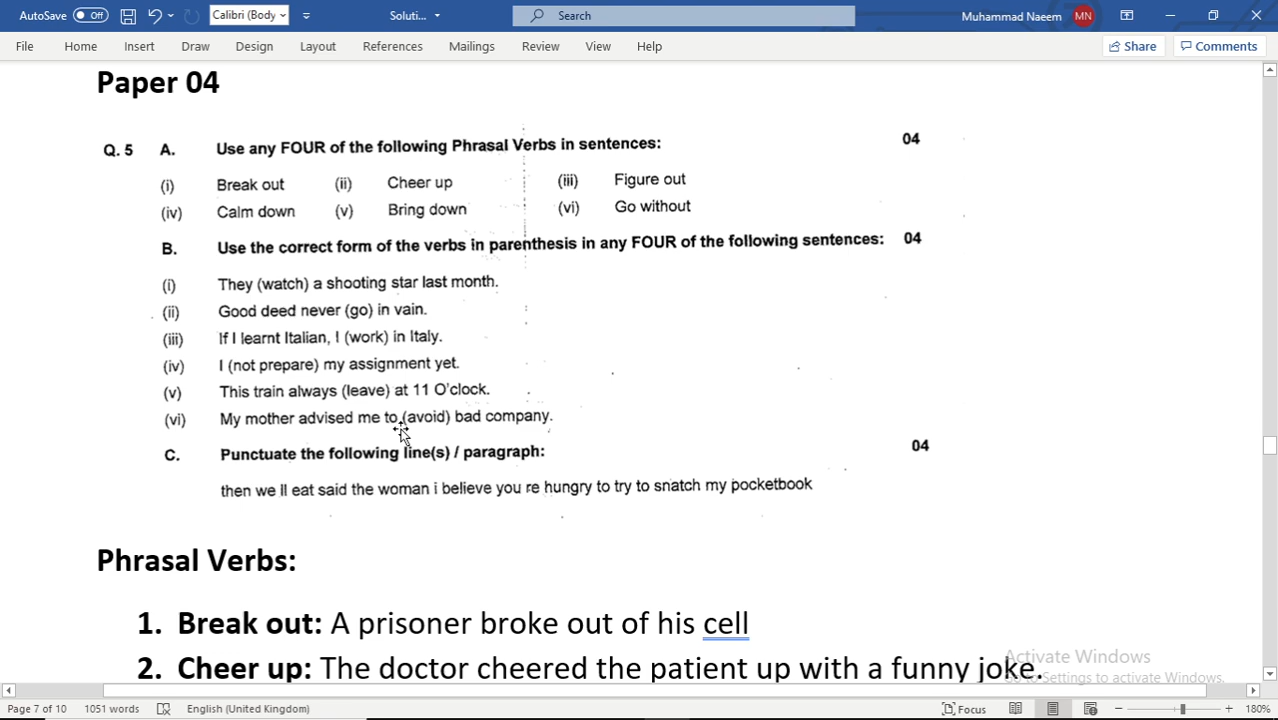 AutoSave Off Calibri (Body Soluti... Search Muhammad Naeem MN
File Home Insert Draw Design Layout References Mailings Review View Help Share Comments
Paper 04
Q. 5 A. Use any FOUR of the following Phrasal Verbs in sentences: 04
(i) Break out (ii) Cheer up (iii) Figure out
(iv) Calm down (v) Bring down (vi) Go without
B. Use the correct form of the verbs in parenthesis in any FOUR of the following sentences: 04
(i) They (watch) a shooting star last month.
(ii) Good deed never (go) in vain.
(iii) If I learnt Italian, I (work) in Italy.
(iv) I (not prepare) my assignment yet.
(v) This train always (leave) at 11 O'clock.
(vi) My mother advised me to (avoid) bad company.
C. Punctuate the following line(s) / paragraph: 04
then we ll eat said the woman i believe you re hungry to try to snatch my pocketbook
Phrasal Verbs:
1. Break out: A prisoner broke out of his cell
2. Cheer up: The doctor cheered the patient up with a funny joke.
Activate Windows
Go to Settings to activate Windows.
Page 7 of 10 1051 words English (United Kingdom) Focus 180%